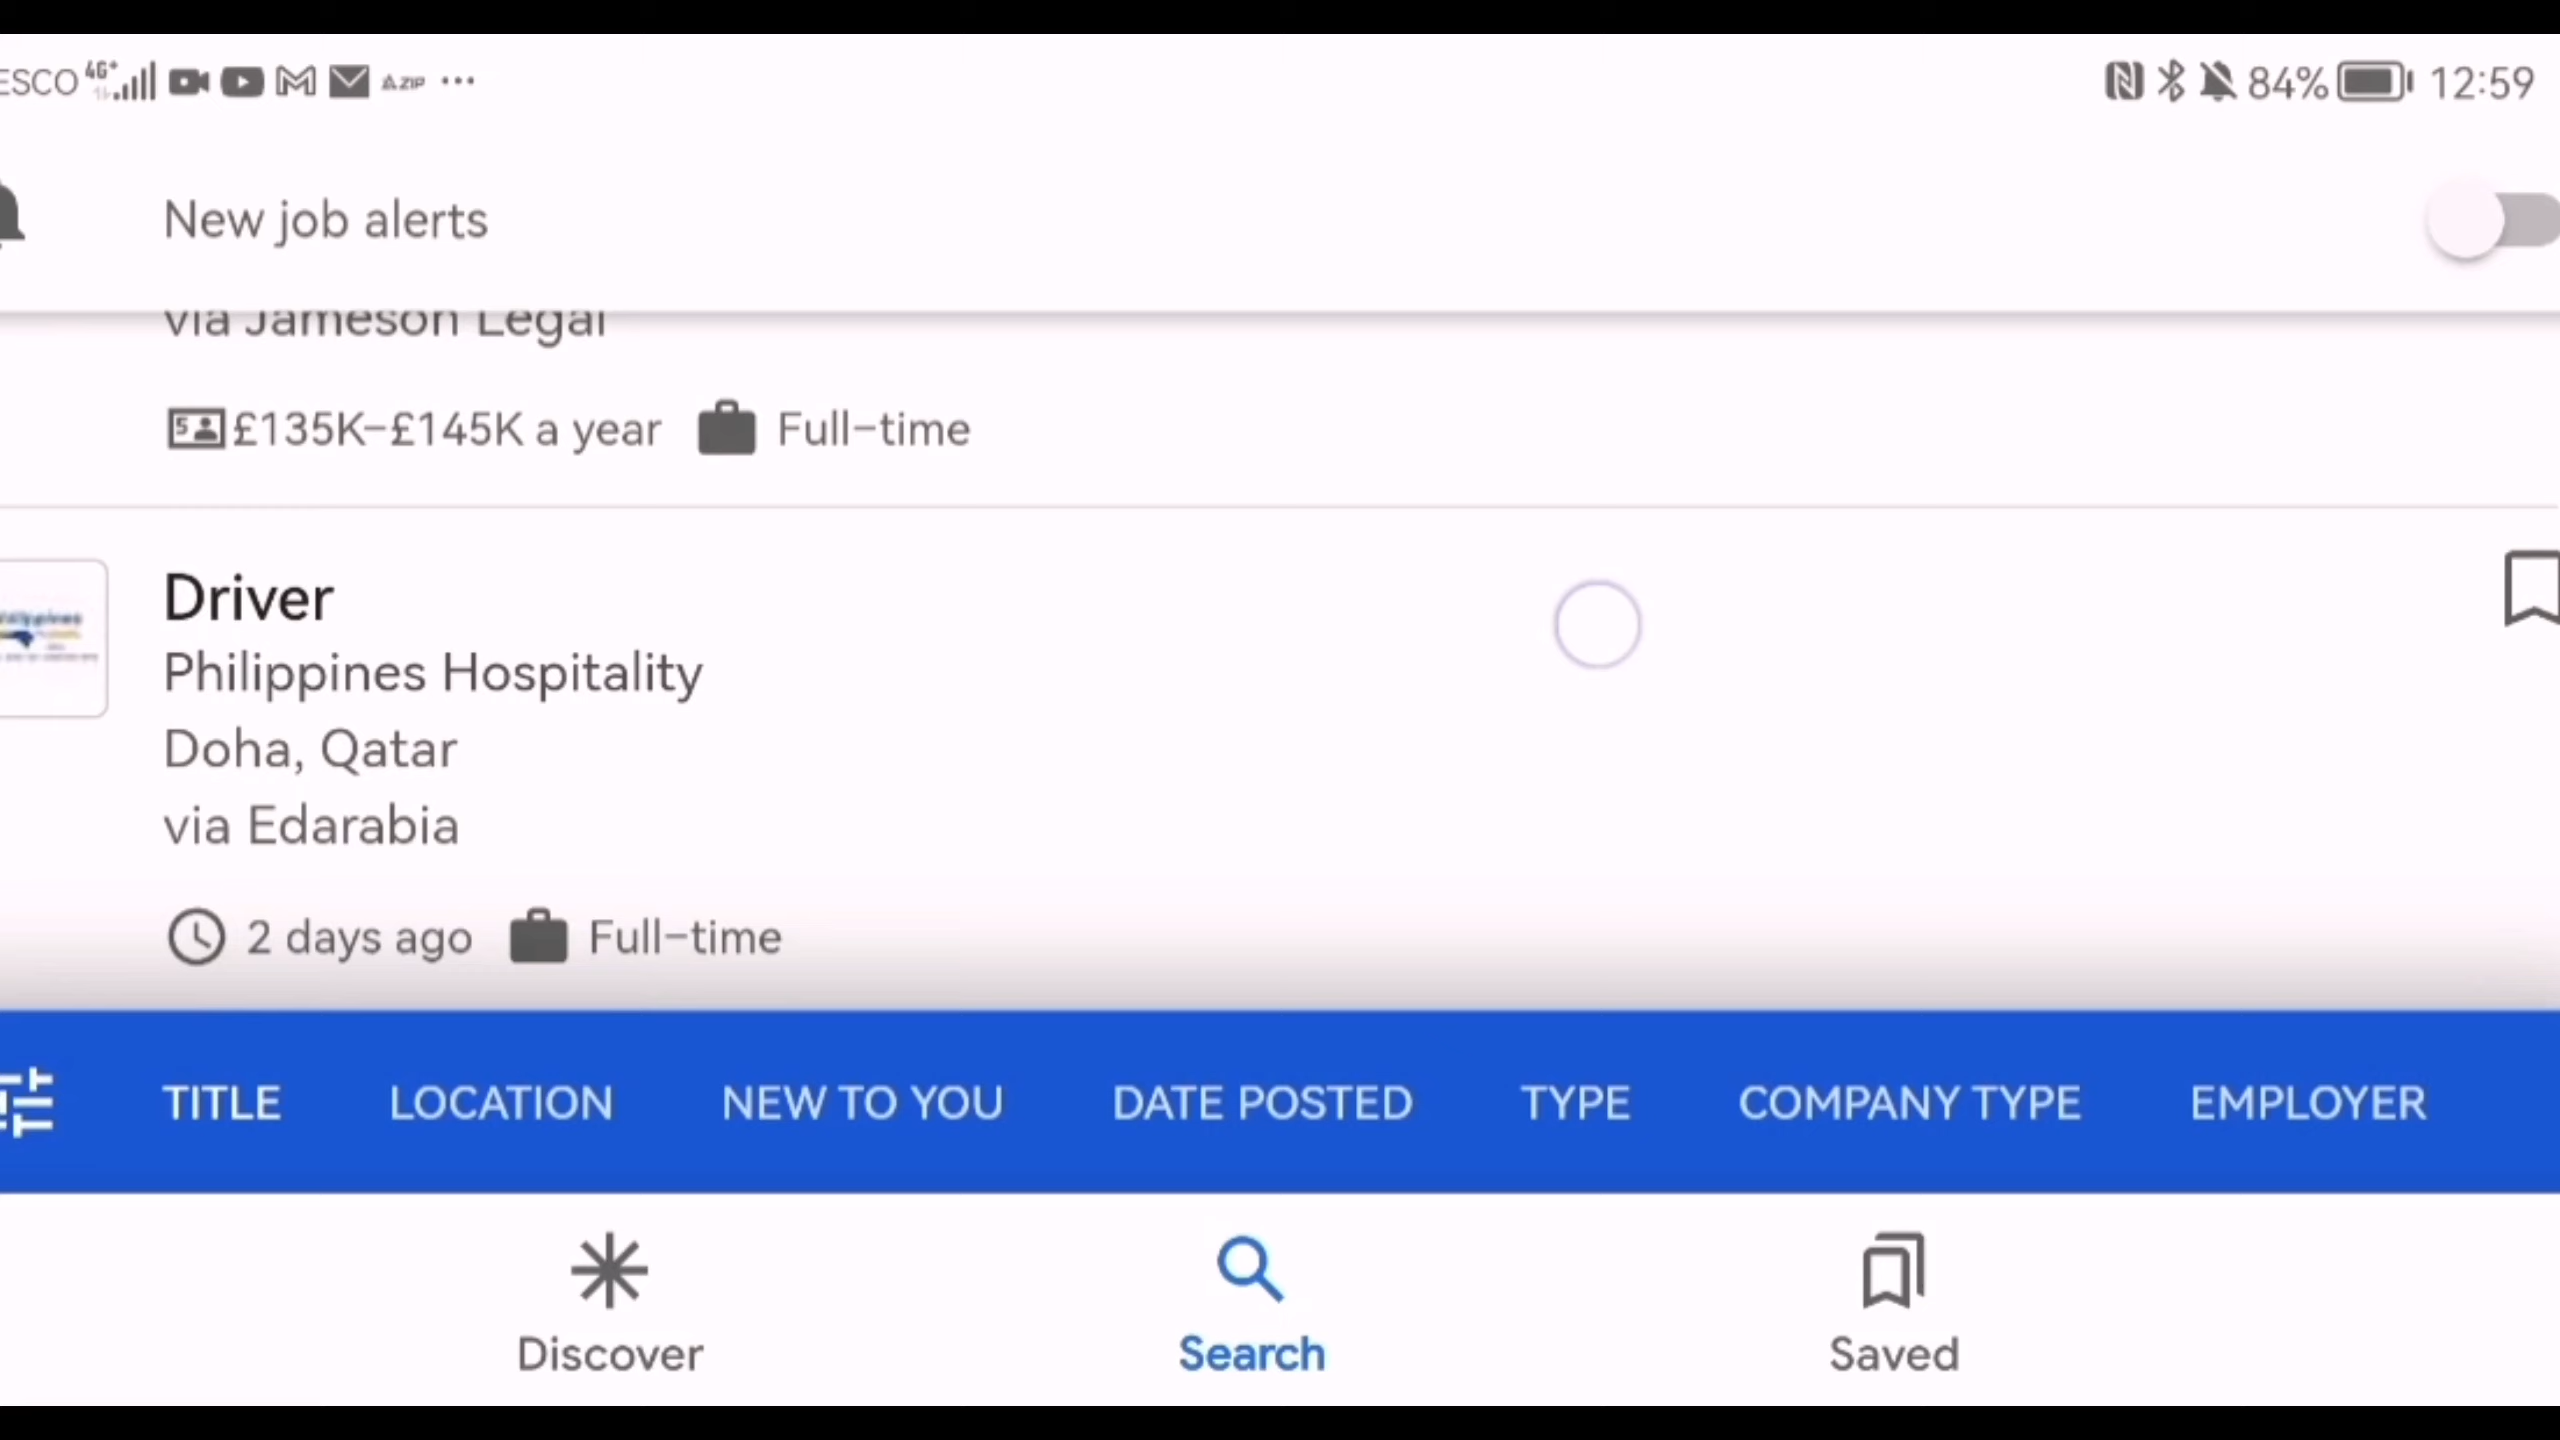 ESCO 4G+ AZIP ... 84% 12:59
New job alerts
via Jameson Legal
£135K–£145K a year Full–time
Driver
Philippines Hospitality
Doha, Qatar
via Edarabia
2 days ago Full–time
TITLE LOCATION NEW TO YOU DATE POSTED TYPE COMPANY TYPE EMPLOYER
Discover Search Saved